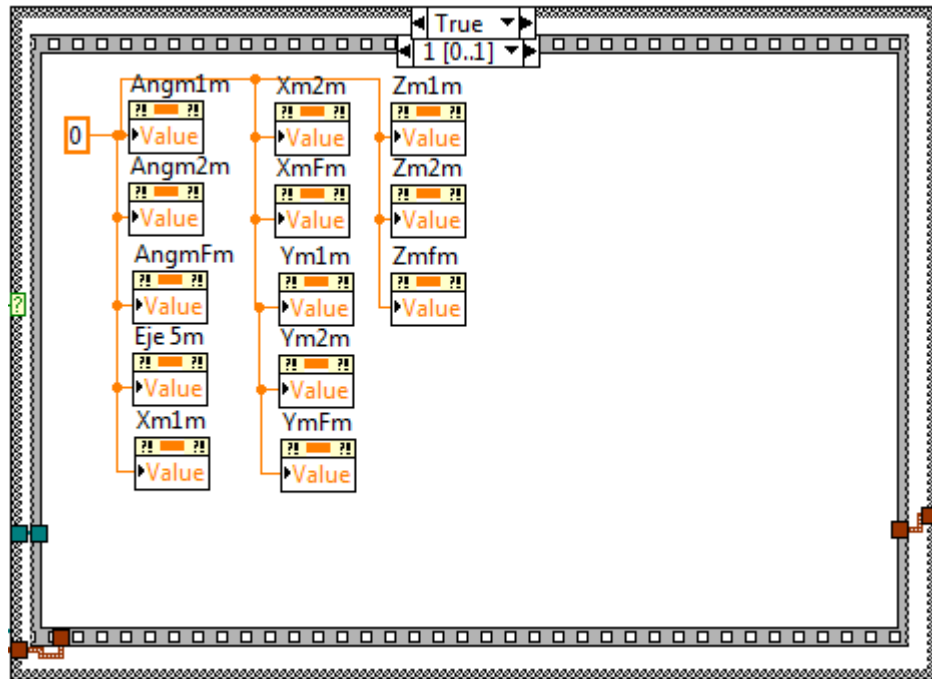 True
1 [0..1]
Angm1m
?! ?!
Value
Angm2m
?! ?!
Value
AngmFm
?! ?!
Value
Eje 5m
?! ?!
Value
Xm1m
?! ?!
Value
0
Xm2m
?! ?!
Value
XmFm
?! ?!
Value
Ym1m
?! ?!
Value
Ym2m
?! ?!
Value
YmFm
?! ?!
Value
Zm1m
?! ?!
Value
Zm2m
?! ?!
Value
Zmfm
?! ?!
Value
?